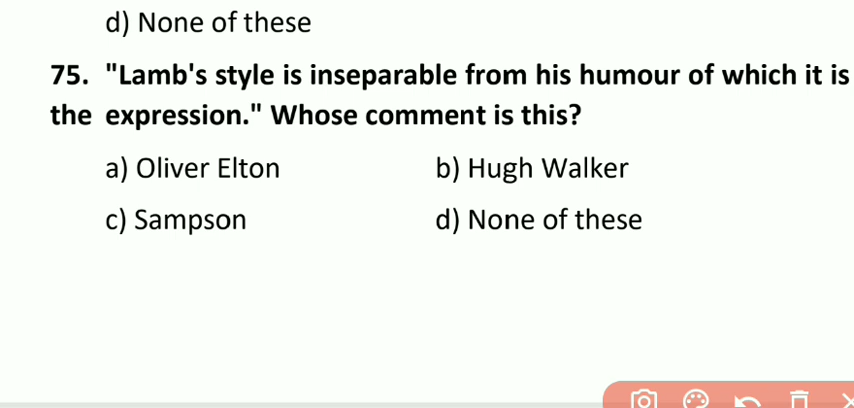 d) None of these
75. "Lamb's style is inseparable from his humour of which it is
the expression." Whose comment is this?
a) Oliver Elton b) Hugh Walker
c) Sampson d) None of these